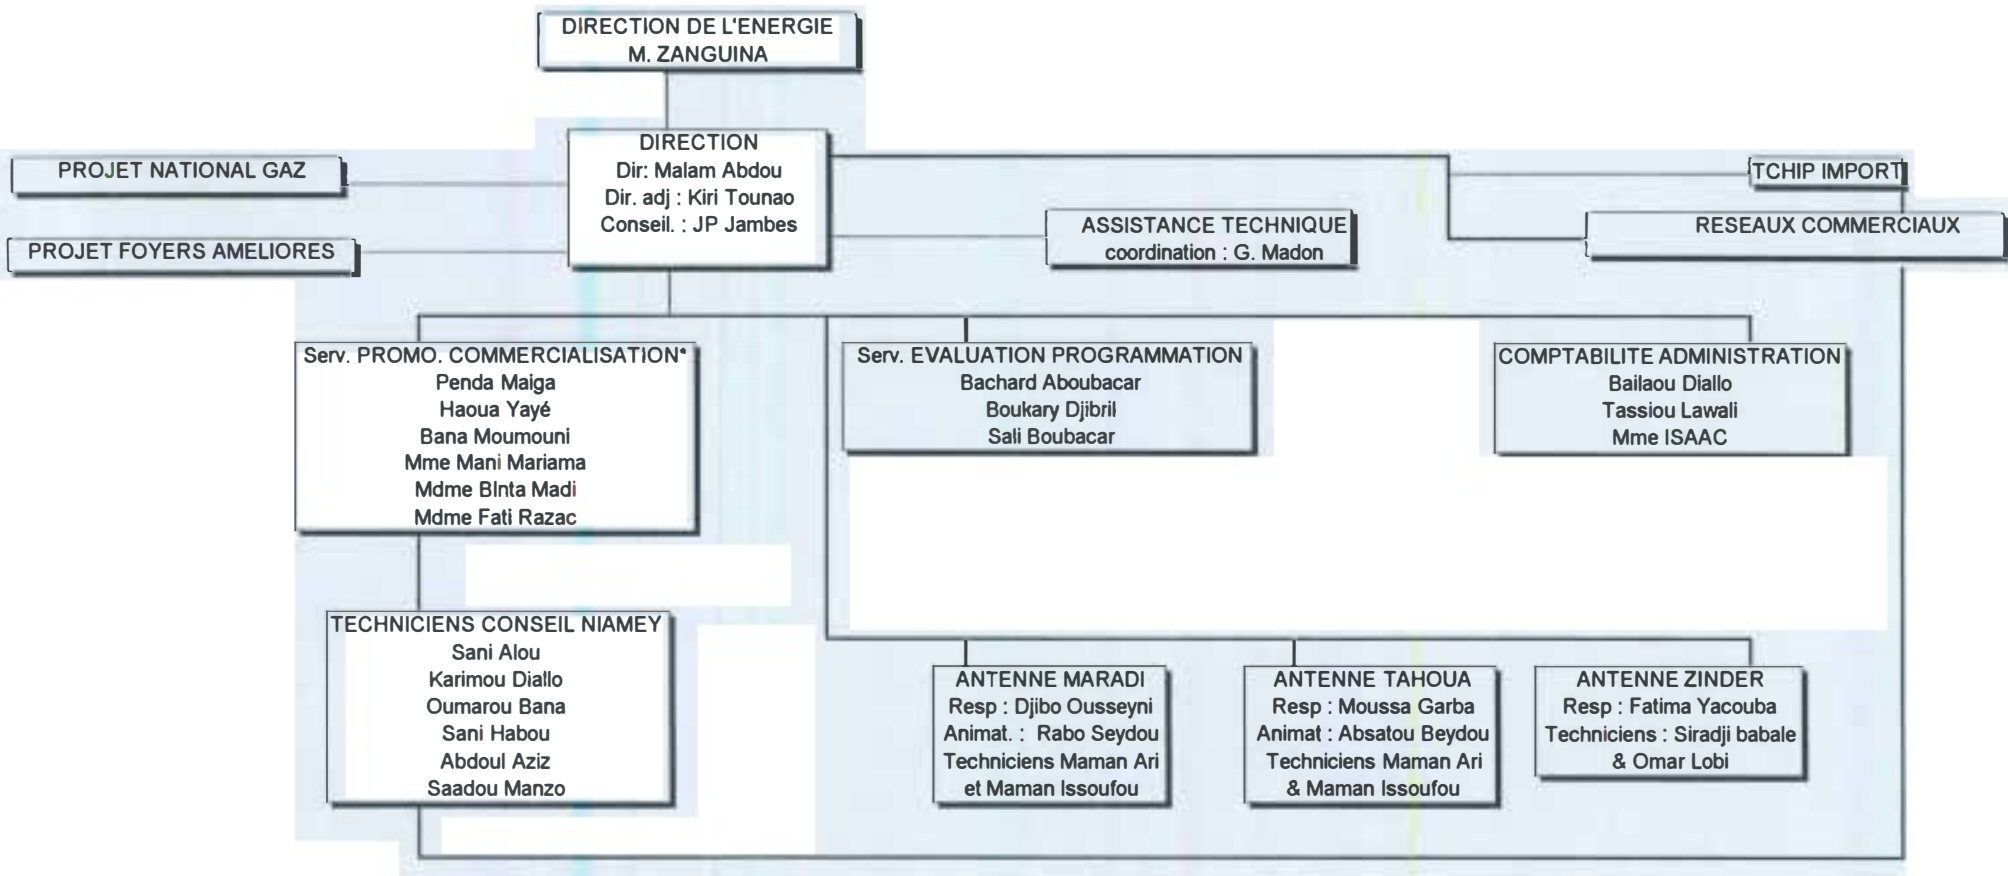 DIRECTION DE L'ENERGIE
M. ZANGUINA
DIRECTION
Dir: Malam Abdou
Dir. adj : Kiri Tounao
Conseil. : JP Jambes
PROJET NATIONAL GAZ
PROJET FOYERS AMELIORES
ASSISTANCE TECHNIQUE
coordination : G. Madon
TCHIP IMPORT
RESEAUX COMMERCIAUX
Serv. PROMO. COMMERCIALISATION*
Penda Maiga
Haoua Yayé
Bana Moumouni
Mme Mani Mariama
Mdme BInta Madi
Mdme Fati Razac
Serv. EVALUATION PROGRAMMATION
Bachard Aboubacar
Boukary Djibril
Sali Boubacar
COMPTABILITE ADMINISTRATION
Bailaou Diallo
Tassiou Lawali
Mme ISAAC
TECHNICIENS CONSEIL NIAMEY
Sani Alou
Karimou Diallo
Oumarou Bana
Sani Habou
Abdoul Aziz
Saadou Manzo
ANTENNE MARADI
Resp : Djibo Ousseyni
Animat. : Rabo Seydou
Techniciens Maman Ari
et Maman Issoufou
ANTENNE TAHOUA
Resp : Moussa Garba
Animat : Absatou Beydou
Techniciens Maman Ari
& Maman Issoufou
ANTENNE ZINDER
Resp : Fatima Yacouba
Techniciens : Siradji babale
& Omar Lobi